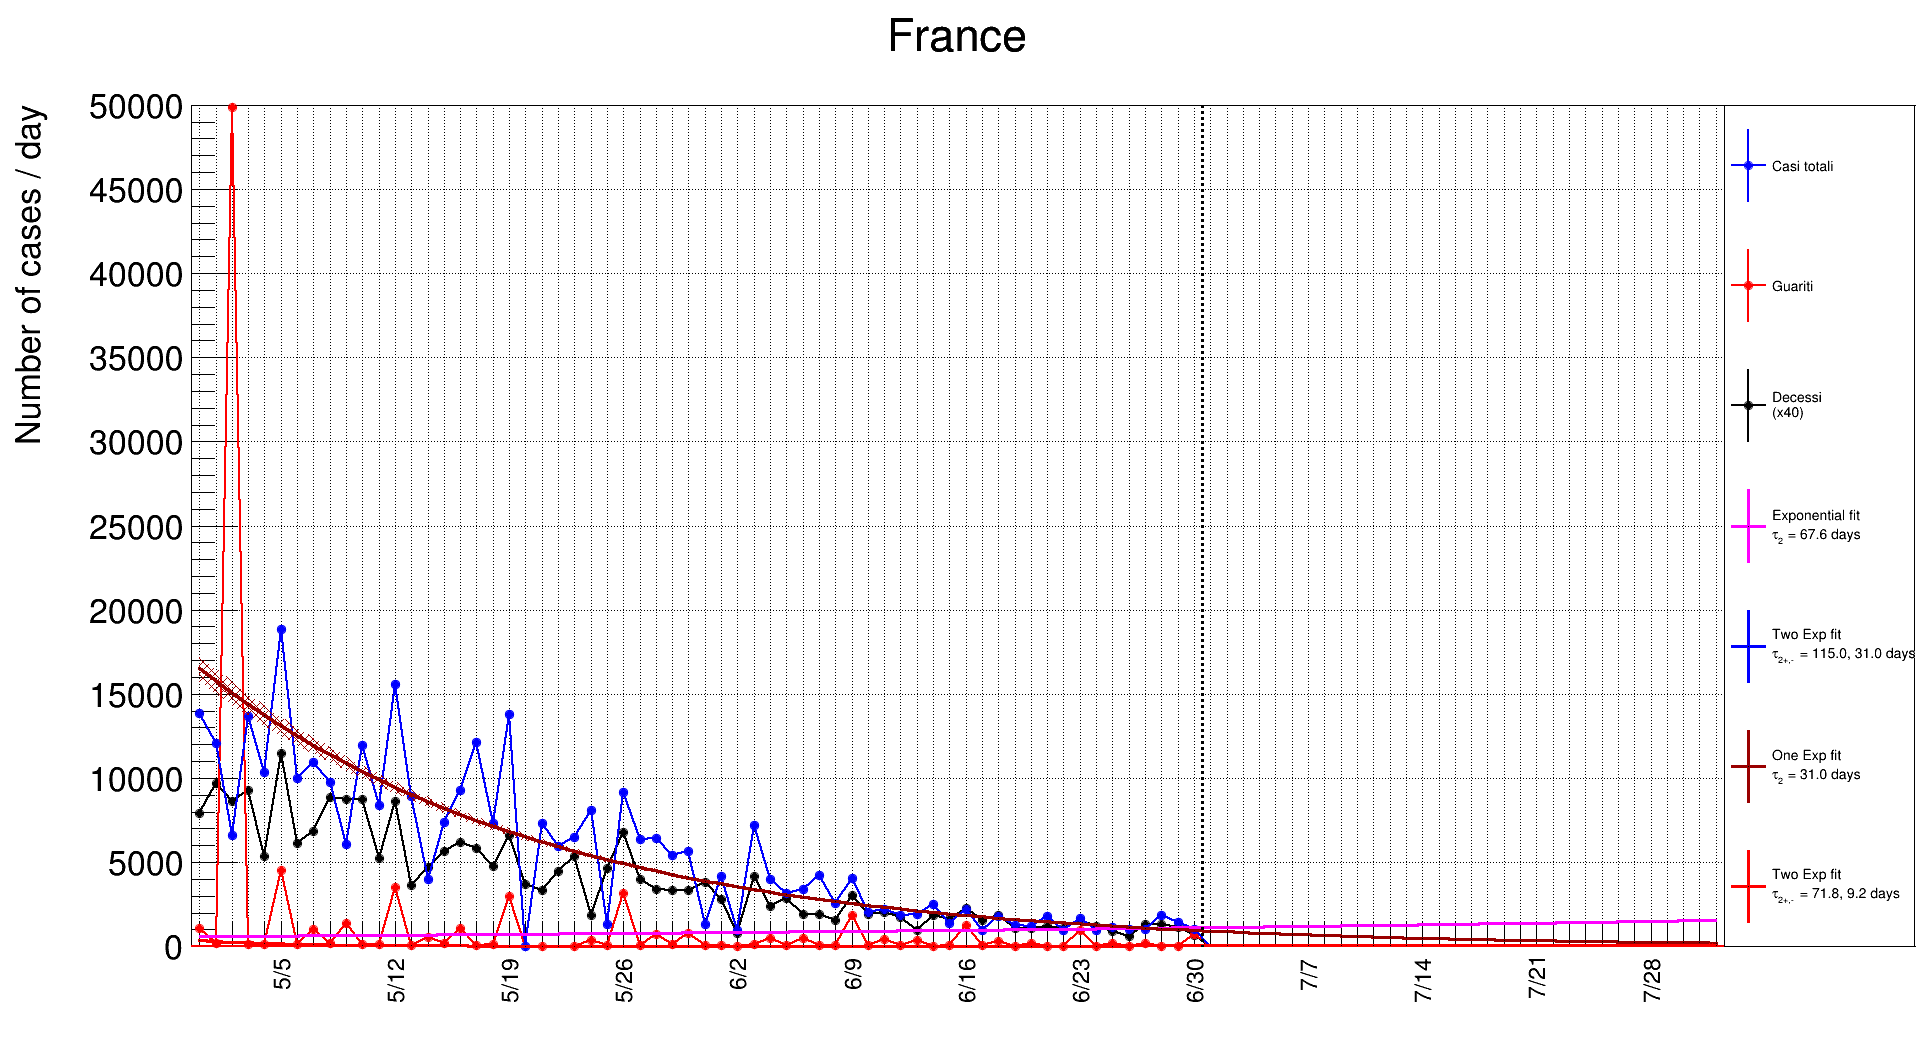 France
Number of cases / day
50000
45000
40000
35000
30000
25000
20000
15000
10000
5000
0
5/5
5/12
5/19
5/26
6/2
6/9
6/16
6/23
6/30
7/7
7/14
7/21
7/28
Casi totali
Guariti
Decessi
(x40)
Exponential fit
τ2 = 67.6 days
Two Exp fit
τ2+,- = 115.0, 31.0 days
One Exp fit
τ2 = 31.0 days
Two Exp fit
τ2+,- = 71.8, 9.2 days